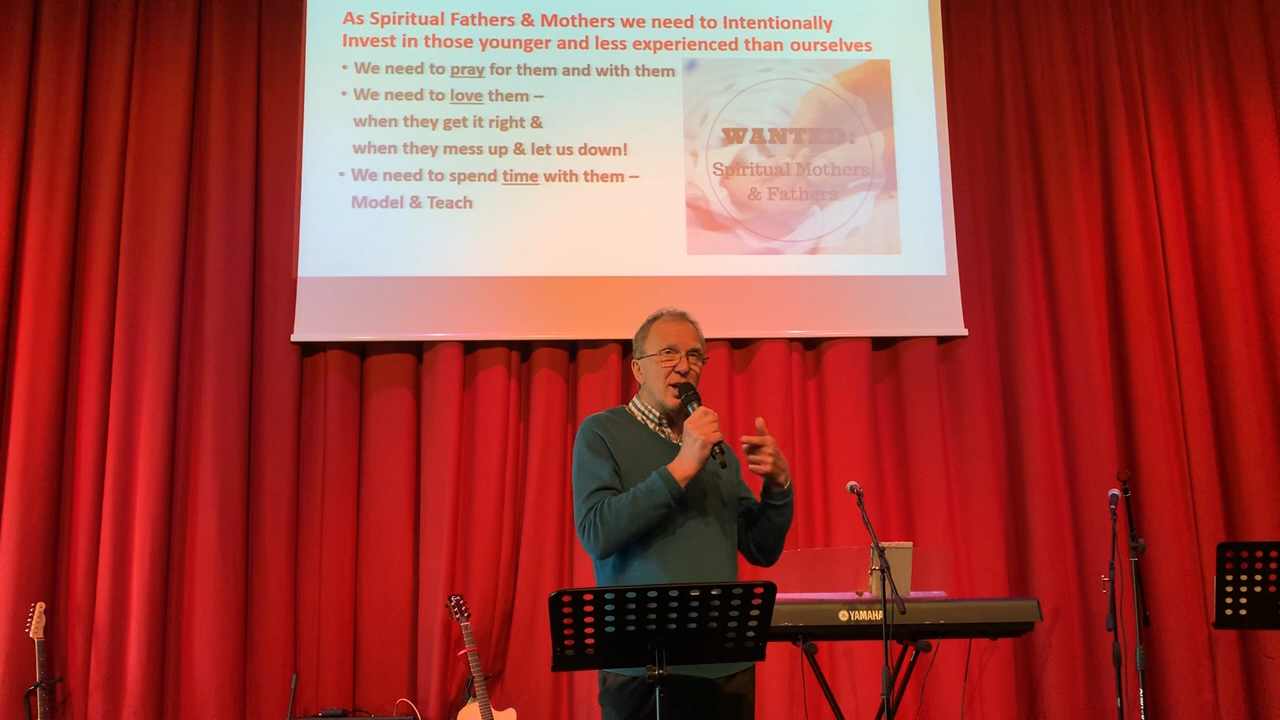 As Spiritual Fathers & Mothers we need to Intentionally
Invest in those younger and less experienced than ourselves
• We need to pray for them and with them
• We need to love them –
when they get it right &
when they mess up & let us down!
• We need to spend time with them –
Model & Teach
WANTED:
Spiritual Mothers
& Fathers
YAMAHA